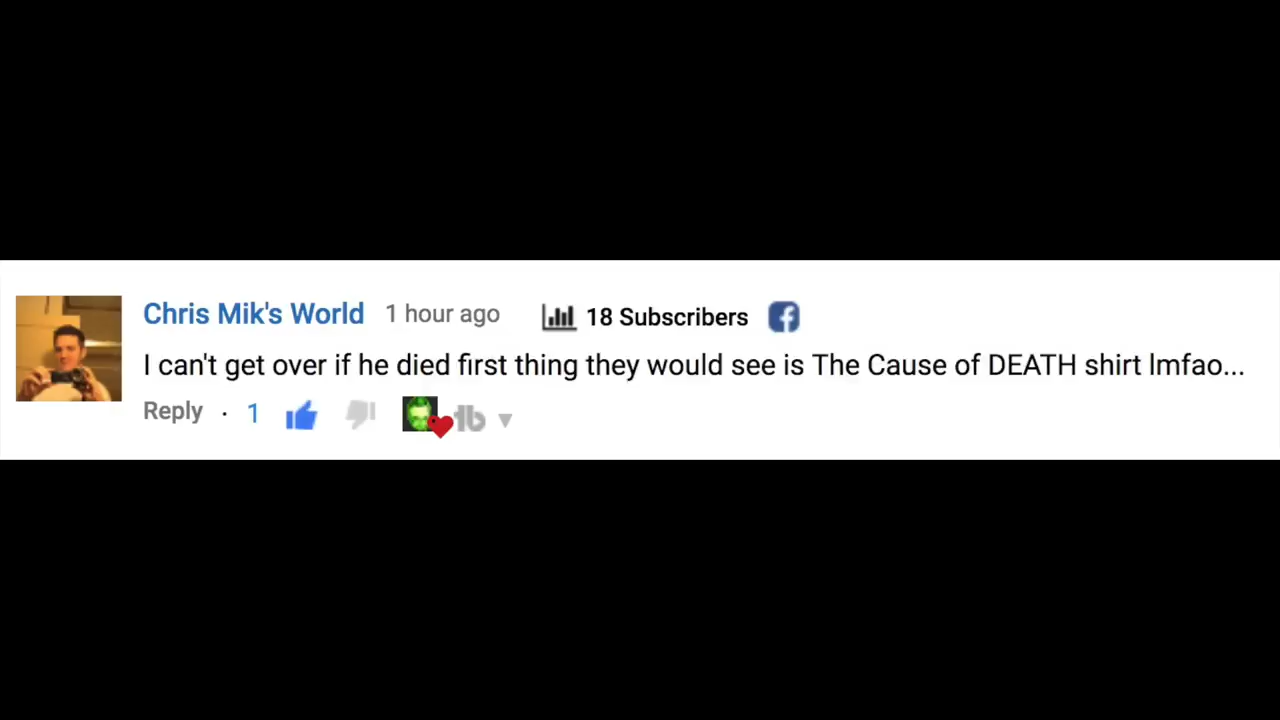 Chris Mik's World 1 hour ago 18 Subscribers
I can't get over if he died first thing they would see is The Cause of DEATH shirt lmfao...
Reply · 1 tb